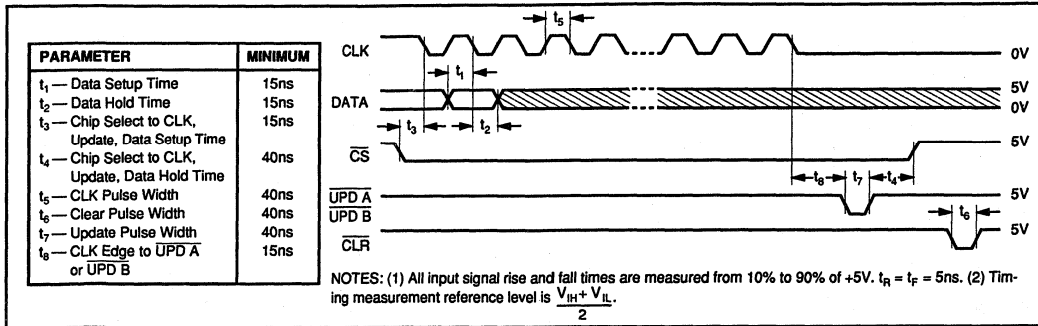 PARAMETER MINIMUM
t1 — Data Setup Time 15ns
t2 — Data Hold Time 15ns
t3 — Chip Select to CLK, 15ns
Update, Data Setup Time
t4 — Chip Select to CLK, 40ns
Update, Data Hold Time
t5 — CLK Pulse Width 40ns
t6 — Clear Pulse Width 40ns
t7 — Update Pulse Width 40ns
t8 — CLK Edge to UPD A 15ns
or UPD B
t5
CLK
0V
t1
5V
DATA
0V
t3
t2
CS
5V
t8 t7 t4
UPD A
5V
UPD B
t6
5V
CLR
NOTES: (1) All input signal rise and fall times are measured from 10% to 90% of +5V. tR = tF = 5ns. (2) Tim-
ing measurement reference level is VIH + VIL / 2.